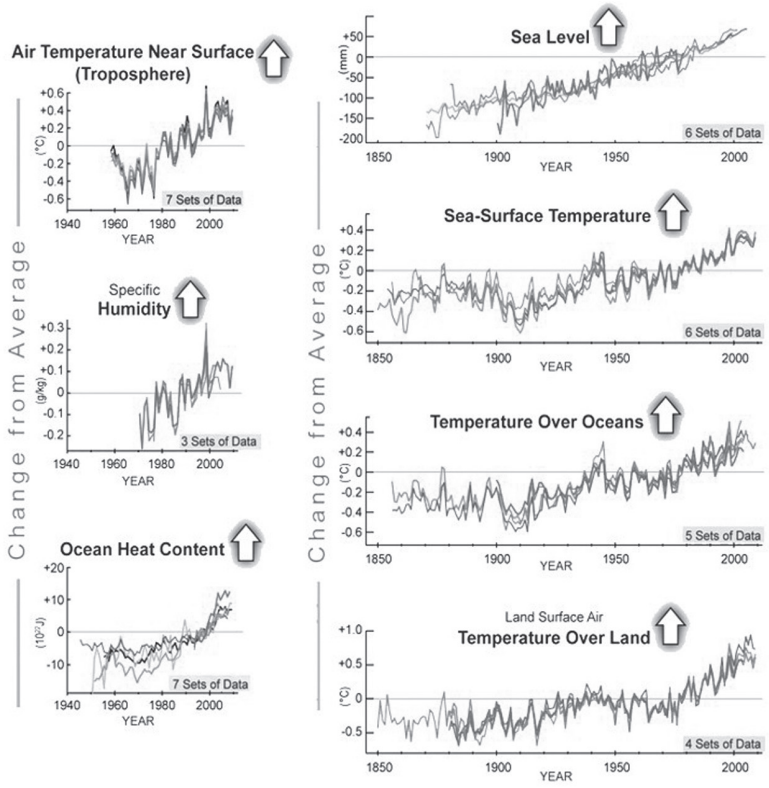 Air Temperature Near Surface
(Troposphere)
+0.6
+0.4
+0.2
0
-0.2
-0.4
-0.6
(°C)
7 Sets of Data
1940 1960 1980 2000
YEAR
Specific
Humidity
+0.3
+0.2
+0.1
0
-0.1
-0.2
(g/kg)
3 Sets of Data
1940 1960 1980 2000
YEAR
Ocean Heat Content
+20
+10
0
-10
(10²²J)
7 Sets of Data
1940 1960 1980 2000
YEAR
Change from Average
Sea Level
+50
0
-50
-100
-150
-200
(mm)
6 Sets of Data
1850 1900 1950 2000
YEAR
Sea-Surface Temperature
+0.4
+0.2
0
-0.2
-0.4
-0.6
(°C)
6 Sets of Data
1850 1900 1950 2000
YEAR
Temperature Over Oceans
+0.4
+0.2
0
-0.2
-0.4
-0.6
(°C)
5 Sets of Data
1850 1900 1950 2000
YEAR
Land Surface Air
Temperature Over Land
+1.0
+0.5
0
-0.5
(°C)
4 Sets of Data
1850 1900 1950 2000
YEAR
Change from Average